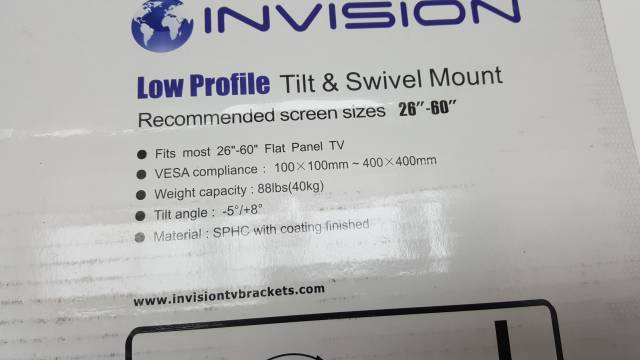 INVISION
Low Profile Tilt & Swivel Mount
Recommended screen sizes 26"-60"
● Fits most 26"-60" Flat Panel TV
● VESA compliance : 100×100mm ~ 400×400mm
● Weight capacity : 88lbs(40kg)
● Tilt angle : -5°/+8°
● Material : SPHC with coating finished
www.invisiontvbrackets.com